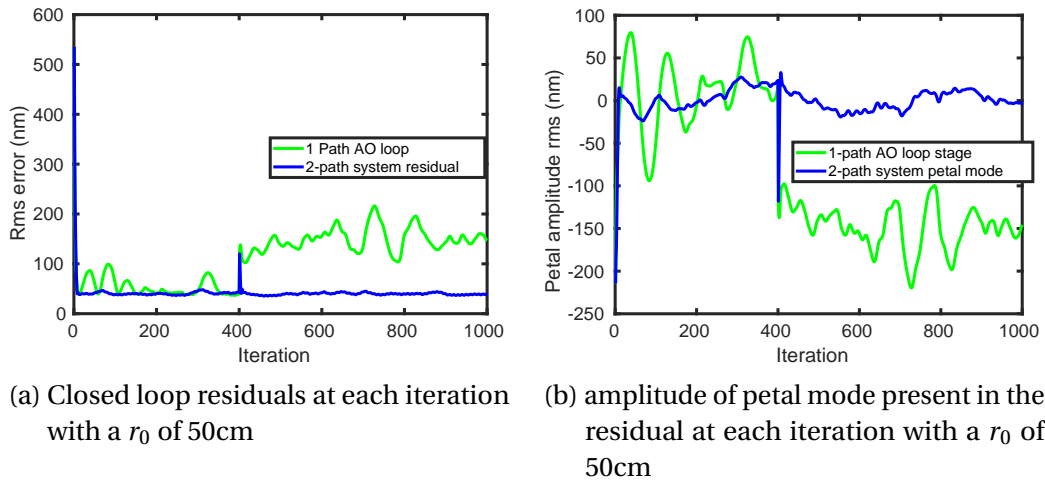 600
500
400
300
200
100
0
Rms error (nm)
1 Path AO loop
2-path system residual
0 200 400 600 800 1000
Iteration
(a) Closed loop residuals at each iteration
with a r0 of 50cm
100
50
0
-50
-100
-150
-200
-250
Petal amplitude rms (nm)
1-path AO loop stage
2-path system petal mode
0 200 400 600 800 1000
Iteration
(b) amplitude of petal mode present in the
residual at each iteration with a r0 of
50cm